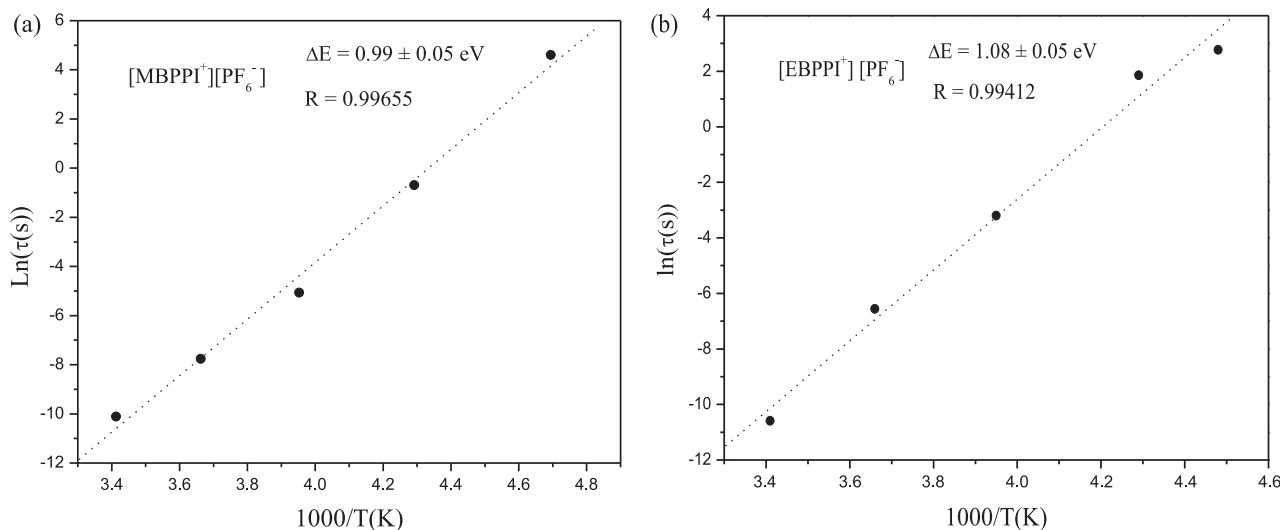 (a)
[MBPPI⁺][PF₆⁻]
ΔE = 0.99 ± 0.05 eV
R = 0.99655
Ln(τ(s))
6
4
2
0
-2
-4
-6
-8
-10
-12
3.4 3.6 3.8 4.0 4.2 4.4 4.6 4.8
1000/T(K)
(b)
[EBPPI⁺] [PF₆⁻]
ΔE = 1.08 ± 0.05 eV
R = 0.99412
ln(τ(s))
4
2
0
-2
-4
-6
-8
-10
-12
3.4 3.6 3.8 4.0 4.2 4.4 4.6
1000/T(K)